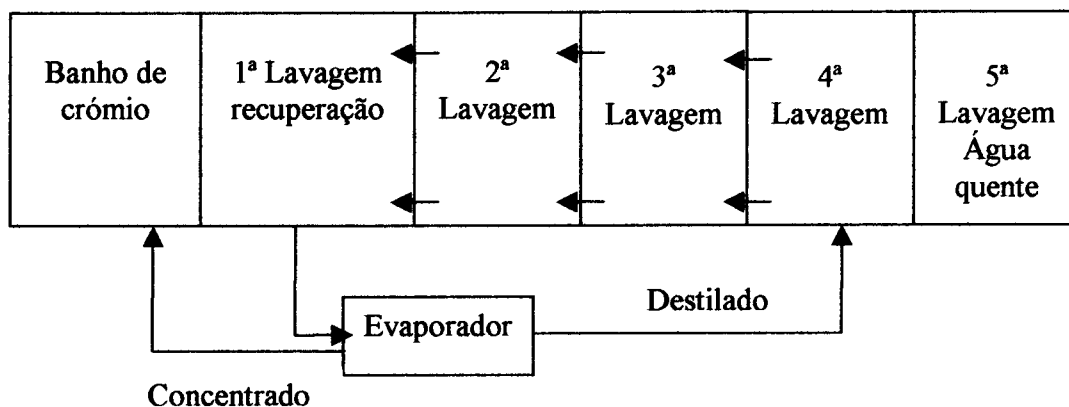 Banho de
crómio
1ª Lavagem
recuperação
2ª
Lavagem
3ª
Lavagem
4ª
Lavagem
5ª
Lavagem
Água
quente
Evaporador
Destilado
Concentrado